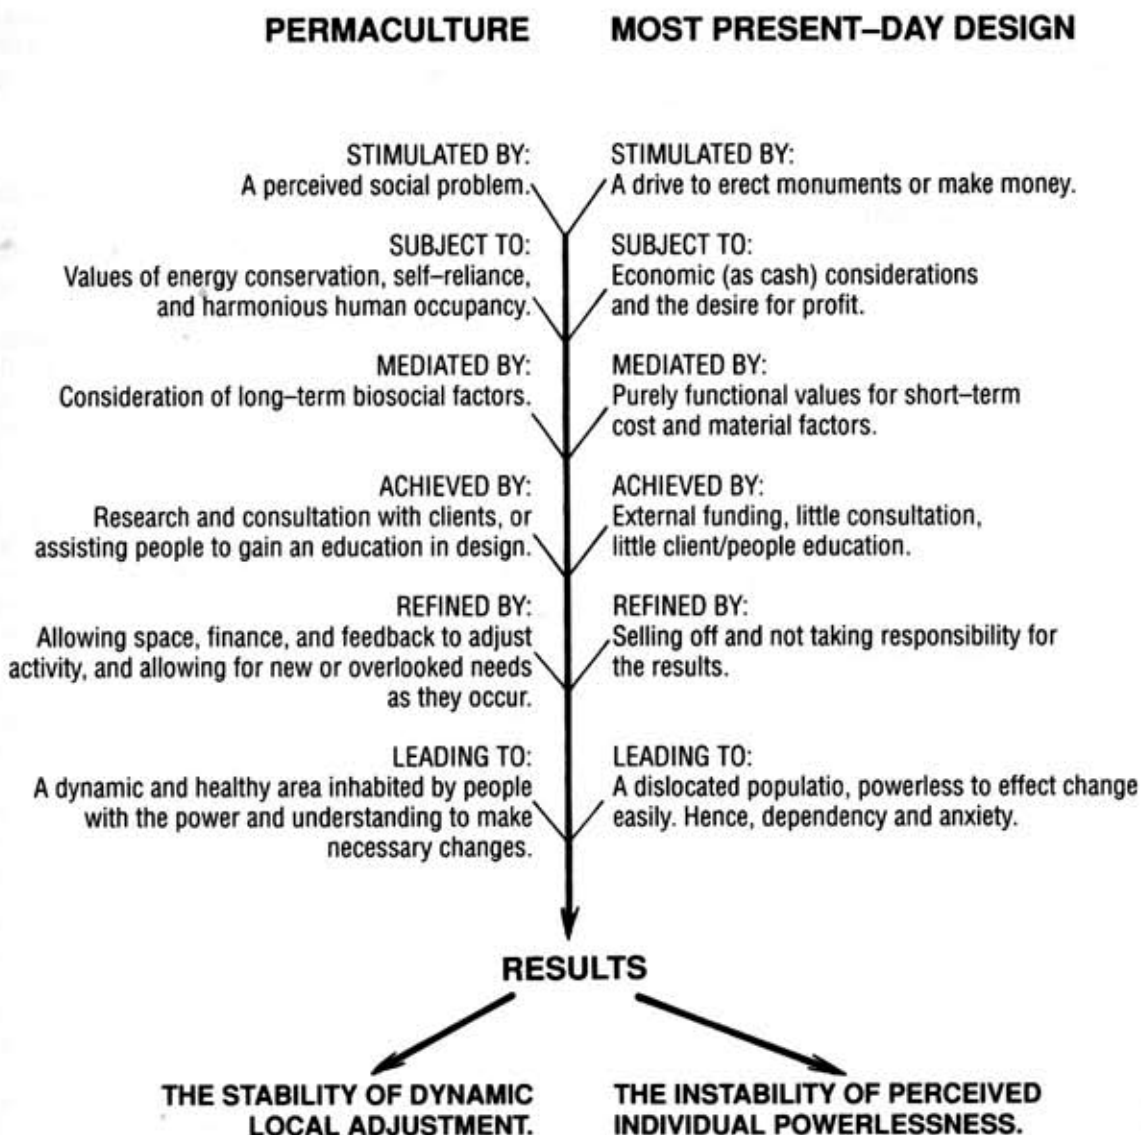 PERMACULTURE
MOST PRESENT–DAY DESIGN
STIMULATED BY:
A perceived social problem.
STIMULATED BY:
A drive to erect monuments or make money.
SUBJECT TO:
Values of energy conservation, self–reliance,
and harmonious human occupancy.
SUBJECT TO:
Economic (as cash) considerations
and the desire for profit.
MEDIATED BY:
Consideration of long–term biosocial factors.
MEDIATED BY:
Purely functional values for short–term
cost and material factors.
ACHIEVED BY:
Research and consultation with clients, or
assisting people to gain an education in design.
ACHIEVED BY:
External funding, little consultation,
little client/people education.
REFINED BY:
Allowing space, finance, and feedback to adjust
activity, and allowing for new or overlooked needs
as they occur.
REFINED BY:
Selling off and not taking responsibility for
the results.
LEADING TO:
A dynamic and healthy area inhabited by people
with the power and understanding to make
necessary changes.
LEADING TO:
A dislocated populatio, powerless to effect change
easily. Hence, dependency and anxiety.
RESULTS
THE STABILITY OF DYNAMIC
LOCAL ADJUSTMENT.
THE INSTABILITY OF PERCEIVED
INDIVIDUAL POWERLESSNESS.